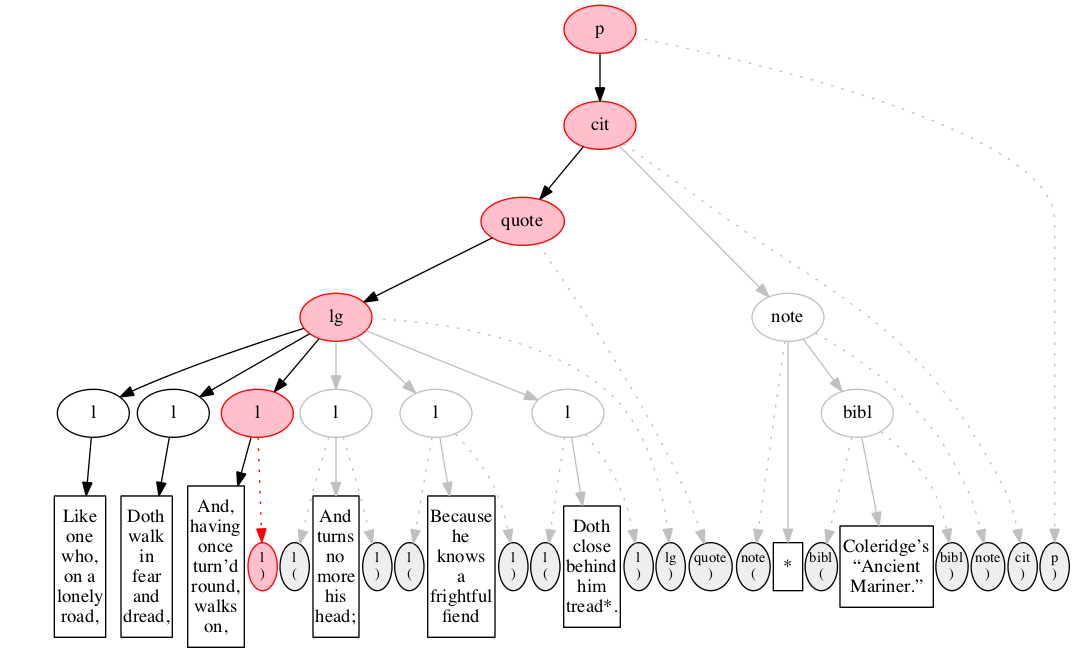 p
cit
quote
lg
note
l
l
l
l
l
l
bibl
Like
one
who,
on a
lonely
road,
Doth
walk
in
fear
and
dread,
And,
having
once
turn’d
round,
walks
on,
l
)
l
(
And
turns
no
more
his
head;
l
)
l
(
Because
he
knows
a
frightful
fiend
l
)
l
(
Doth
close
behind
him
tread*.
l
)
lg
)
quote
)
note
(
*
bibl
(
Coleridge’s
“Ancient
Mariner.”
bibl
)
note
)
cit
)
p
)